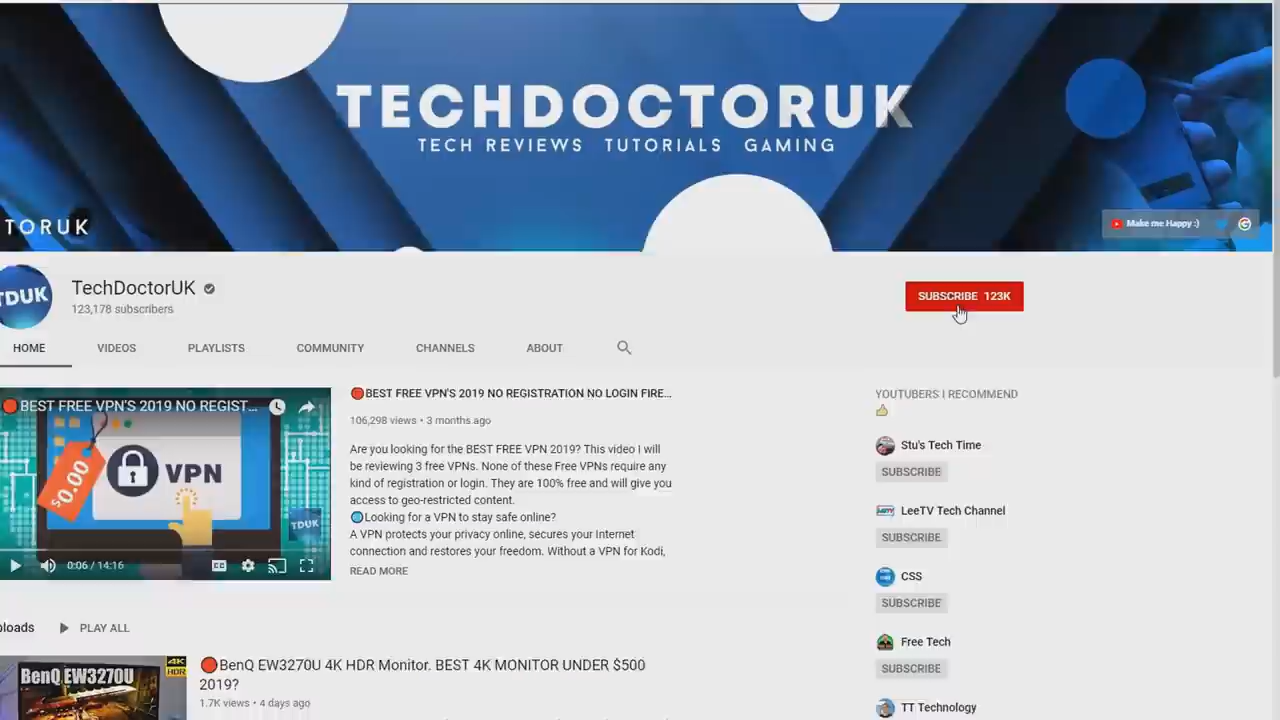 TECHDOCTORUK
TECH REVIEWS TUTORIALS GAMING
TORUK
Make me Happy :)
TDUK
TechDoctorUK
123,178 subscribers
SUBSCRIBE 123K
HOME
VIDEOS
PLAYLISTS
COMMUNITY
CHANNELS
ABOUT
BEST FREE VPN'S 2019 NO REGIST...
$0.00
VPN
TDUK
0:06 / 14:16
BEST FREE VPN'S 2019 NO REGISTRATION NO LOGIN FIRE...
106,298 views • 3 months ago
Are you looking for the BEST FREE VPN 2019? This video I will
be reviewing 3 free VPNs. None of these Free VPNs require any
kind of registration or login. They are 100% free and will give you
access to geo-restricted content.
Looking for a VPN to stay safe online?
A VPN protects your privacy online, secures your Internet
connection and restores your freedom. Without a VPN for Kodi,
READ MORE
YOUTUBERS I RECOMMEND
Stu's Tech Time
SUBSCRIBE
LeeTV Tech Channel
SUBSCRIBE
CSS
SUBSCRIBE
Free Tech
SUBSCRIBE
TT Technology
loads
PLAY ALL
BenQ EW3270U
4K
HDR
BenQ EW3270U 4K HDR Monitor. BEST 4K MONITOR UNDER $500
2019?
1.7K views • 4 days ago